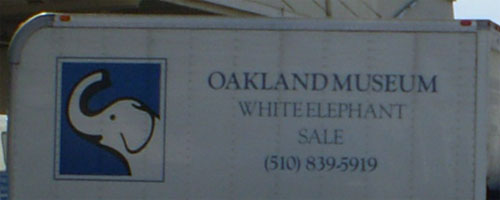 OAKLAND MUSEUM
WHITE ELEPHANT
SALE
(510) 839-5919